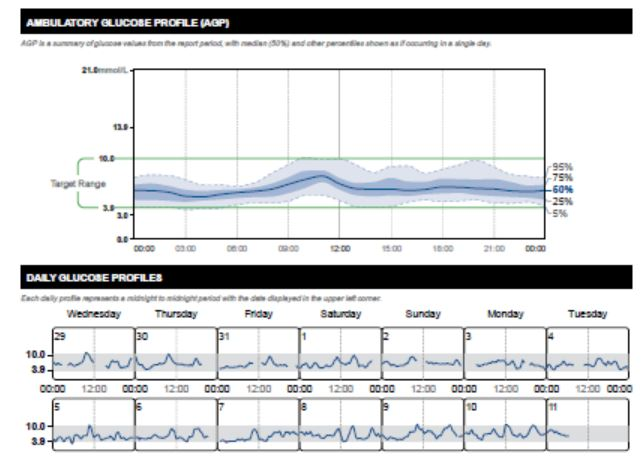 AMBULATORY GLUCOSE PROFILE (AGP)
AGP is a summary of glucose values from the report period, with median (50%) and other percentiles shown as if occurring in a single day.
21.0 mmol/L
13.9
10.0
Target Range
3.9
3.0
0.0
95%
75%
50%
25%
5%
00:00 03:00 06:00 09:00 12:00 15:00 18:00 21:00 00:00
DAILY GLUCOSE PROFILES
Each daily profile represents a midnight to midnight period with the date displayed in the upper left corner.
Wednesday Thursday Friday Saturday Sunday Monday Tuesday
29 30 31 1 2 3 4
10.0
3.9
00:00 12:00 00:00 12:00 00:00 12:00 00:00 12:00 00:00 12:00 00:00 12:00 00:00 12:00 00:00
5 6 7 8 9 10 11
10.0
3.9